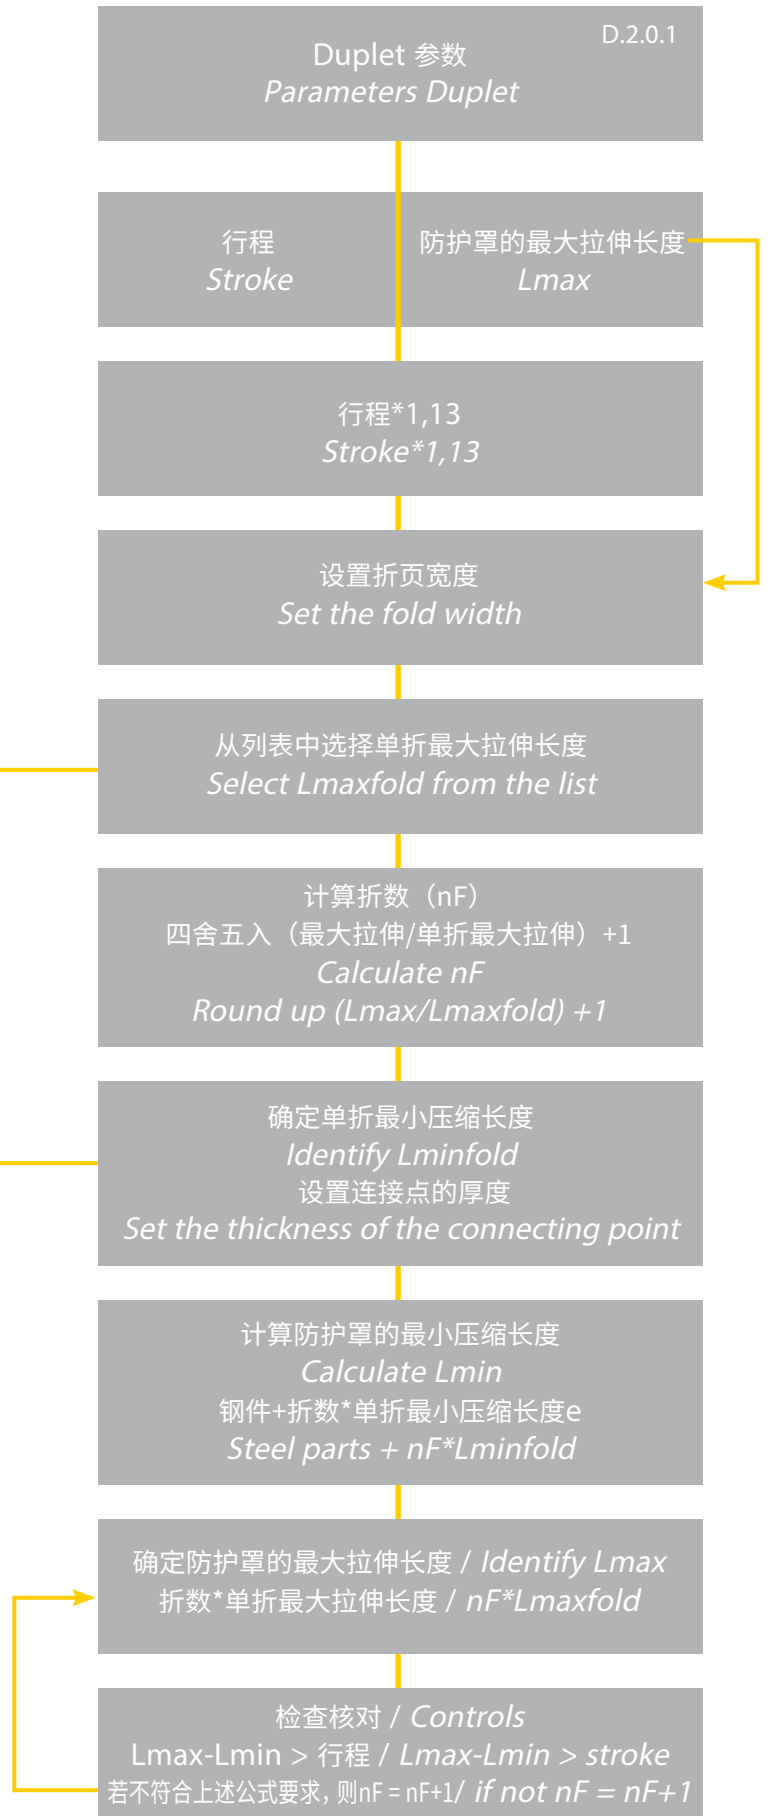 D.2.0.1
Duplet 参数
Parameters Duplet
行程
Stroke
防护罩的最大拉伸长度
Lmax
行程*1,13
Stroke*1,13
设置折页宽度
Set the fold width
从列表中选择单折最大拉伸长度
Select Lmaxfold from the list
计算折数（nF）
四舍五入（最大拉伸/单折最大拉伸）+1
Calculate nF
Round up (Lmax/Lmaxfold) +1
确定单折最小压缩长度
Identify Lminfold
设置连接点的厚度
Set the thickness of the connecting point
计算防护罩的最小压缩长度
Calculate Lmin
钢件+折数*单折最小压缩长度e
Steel parts + nF*Lminfold
确定防护罩的最大拉伸长度 / Identify Lmax
折数*单折最大拉伸长度 / nF*Lmaxfold
检查核对 / Controls
Lmax-Lmin > 行程 / Lmax-Lmin > stroke
若不符合上述公式要求，则nF = nF+1/ if not nF = nF+1